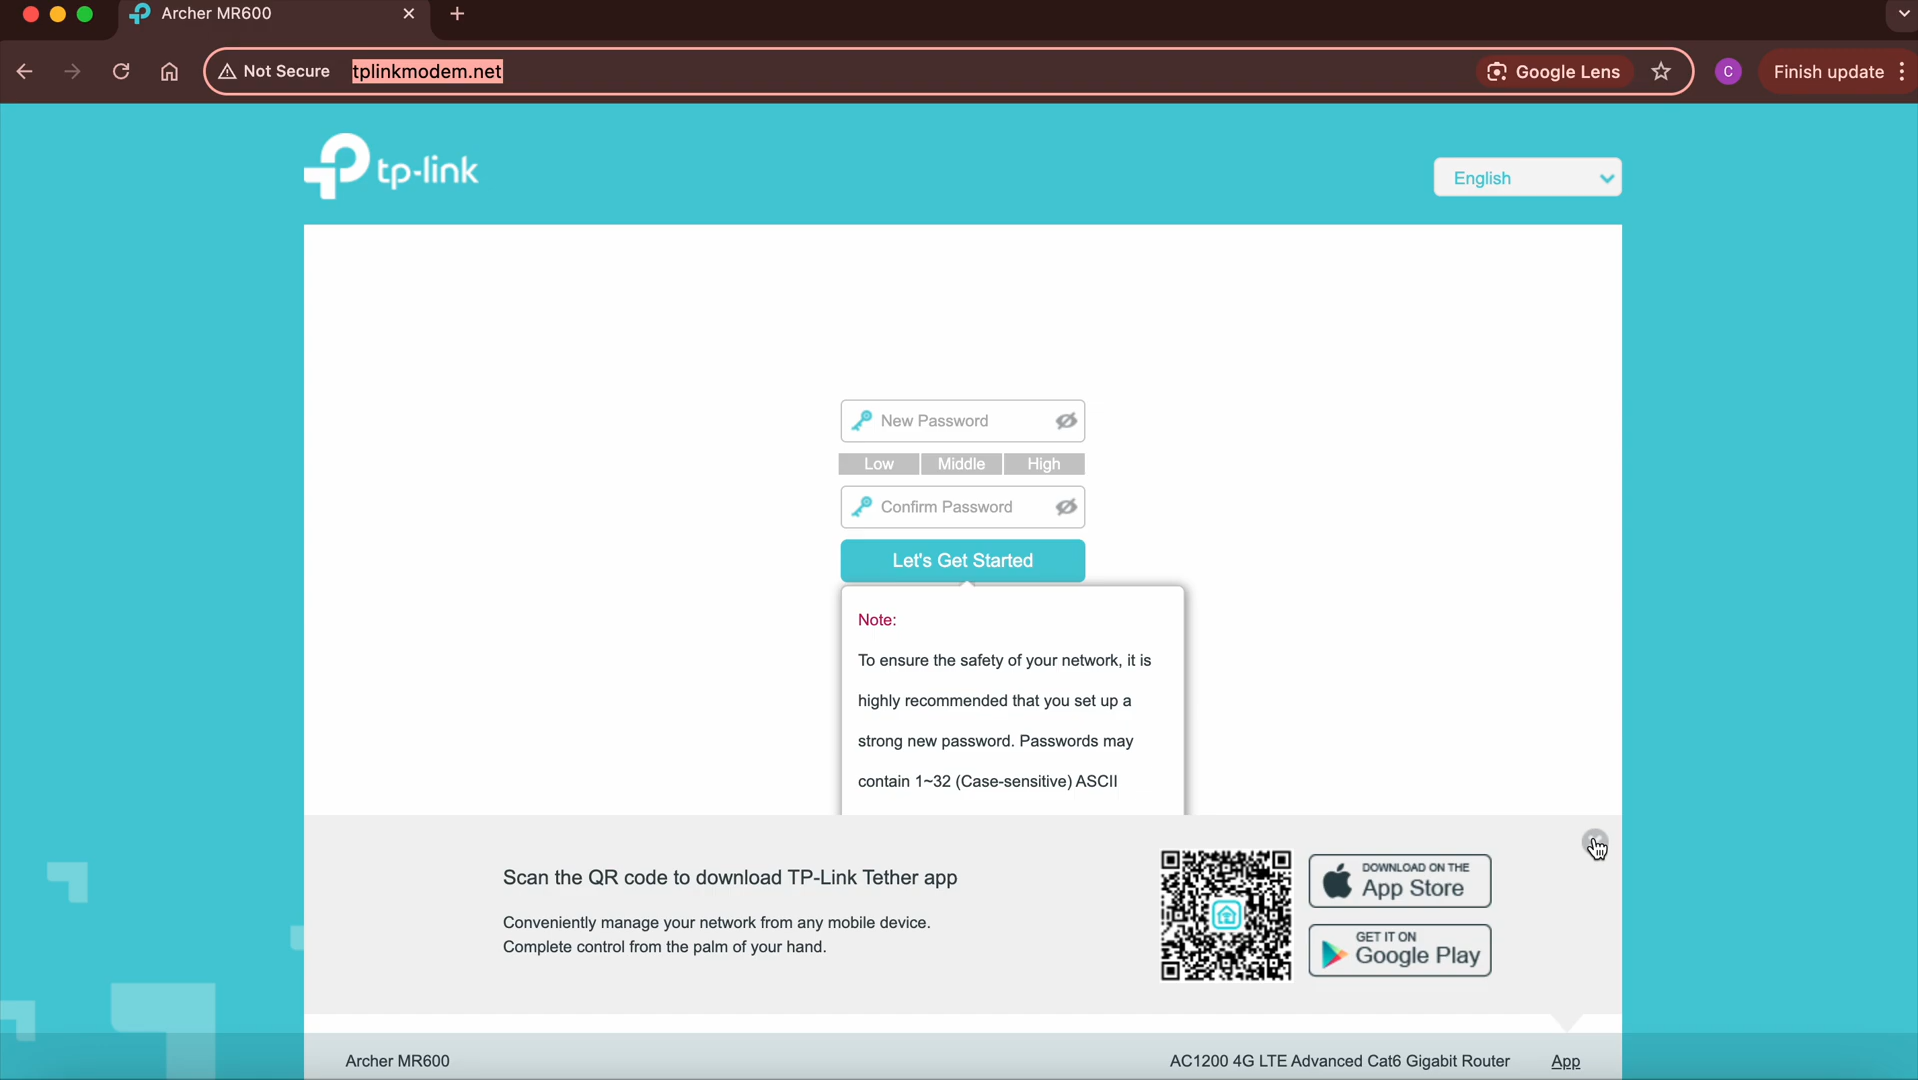 Archer MR600
Not Secure
tplinkmodem.net
Google Lens
C
Finish update
tp-link
English
New Password
Low
Middle
High
Confirm Password
Let's Get Started
Note:
To ensure the safety of your network, it is
highly recommended that you set up a
strong new password. Passwords may
contain 1~32 (Case-sensitive) ASCII
Scan the QR code to download TP-Link Tether app
Conveniently manage your network from any mobile device.
Complete control from the palm of your hand.
DOWNLOAD ON THE
App Store
GET IT ON
Google Play
Archer MR600
AC1200 4G LTE Advanced Cat6 Gigabit Router
App